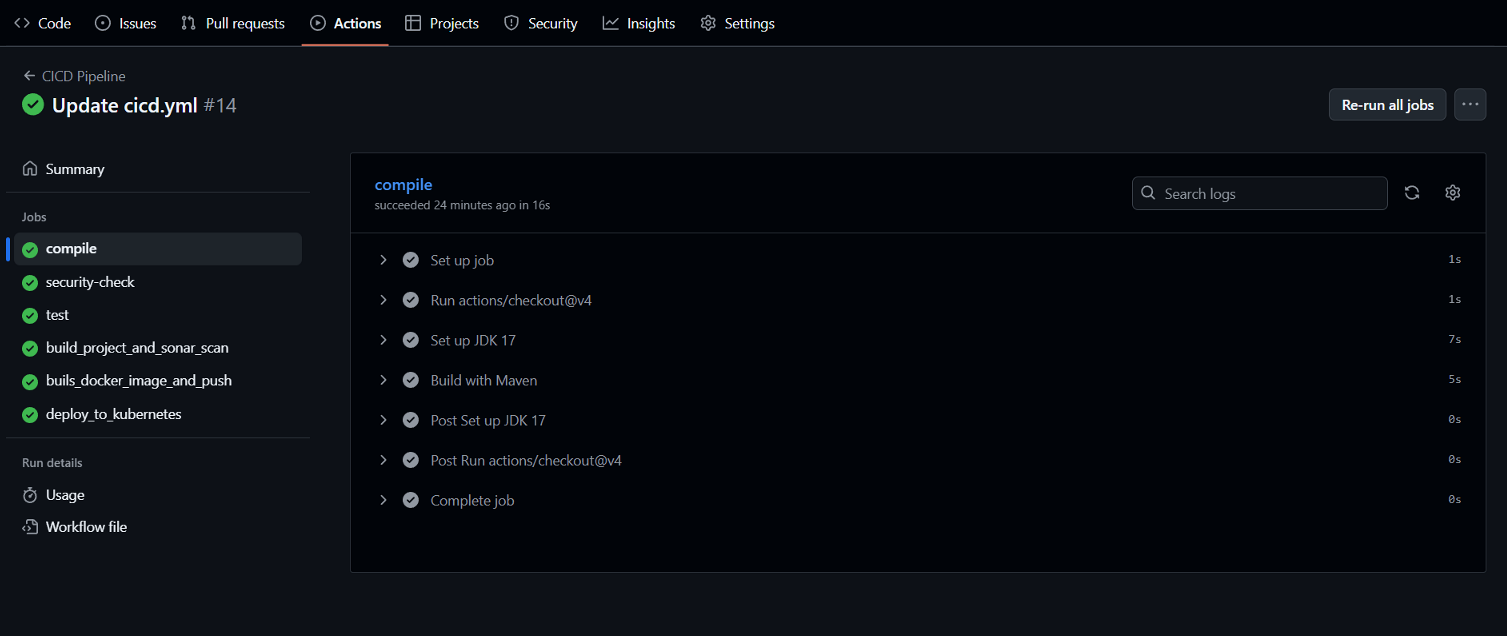 Code Issues Pull requests Actions Projects Security Insights Settings
CICD Pipeline
Update cicd.yml #14
Re-run all jobs
Summary
Jobs
compile
security-check
test
build_project_and_sonar_scan
buils_docker_image_and_push
deploy_to_kubernetes
Run details
Usage
Workflow file
compile
succeeded 24 minutes ago in 16s
Search logs
Set up job 1s
Run actions/checkout@v4 1s
Set up JDK 17 7s
Build with Maven 5s
Post Set up JDK 17 0s
Post Run actions/checkout@v4 0s
Complete job 0s